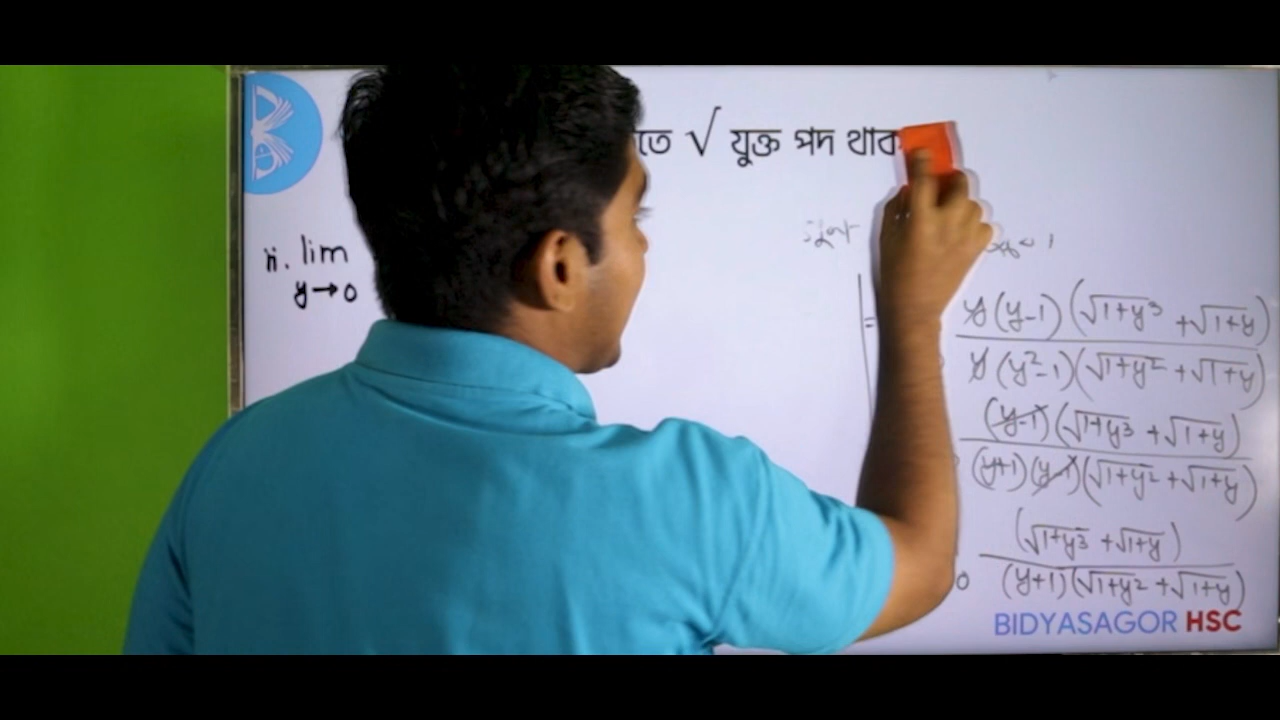 √ যুক্ত পদ থাক
ii. lim
y→0
=
y(y-1)(√1+y³ +√1+y)
y(y²-1)(√1+y² +√1+y)
(y-1)(√1+y³ +√1+y)
(y+1)(y-1)(√1+y² +√1+y)
(√1+y³ +√1+y)
0 (y+1)(√1+y² +√1+y)
BIDYASAGOR HSC